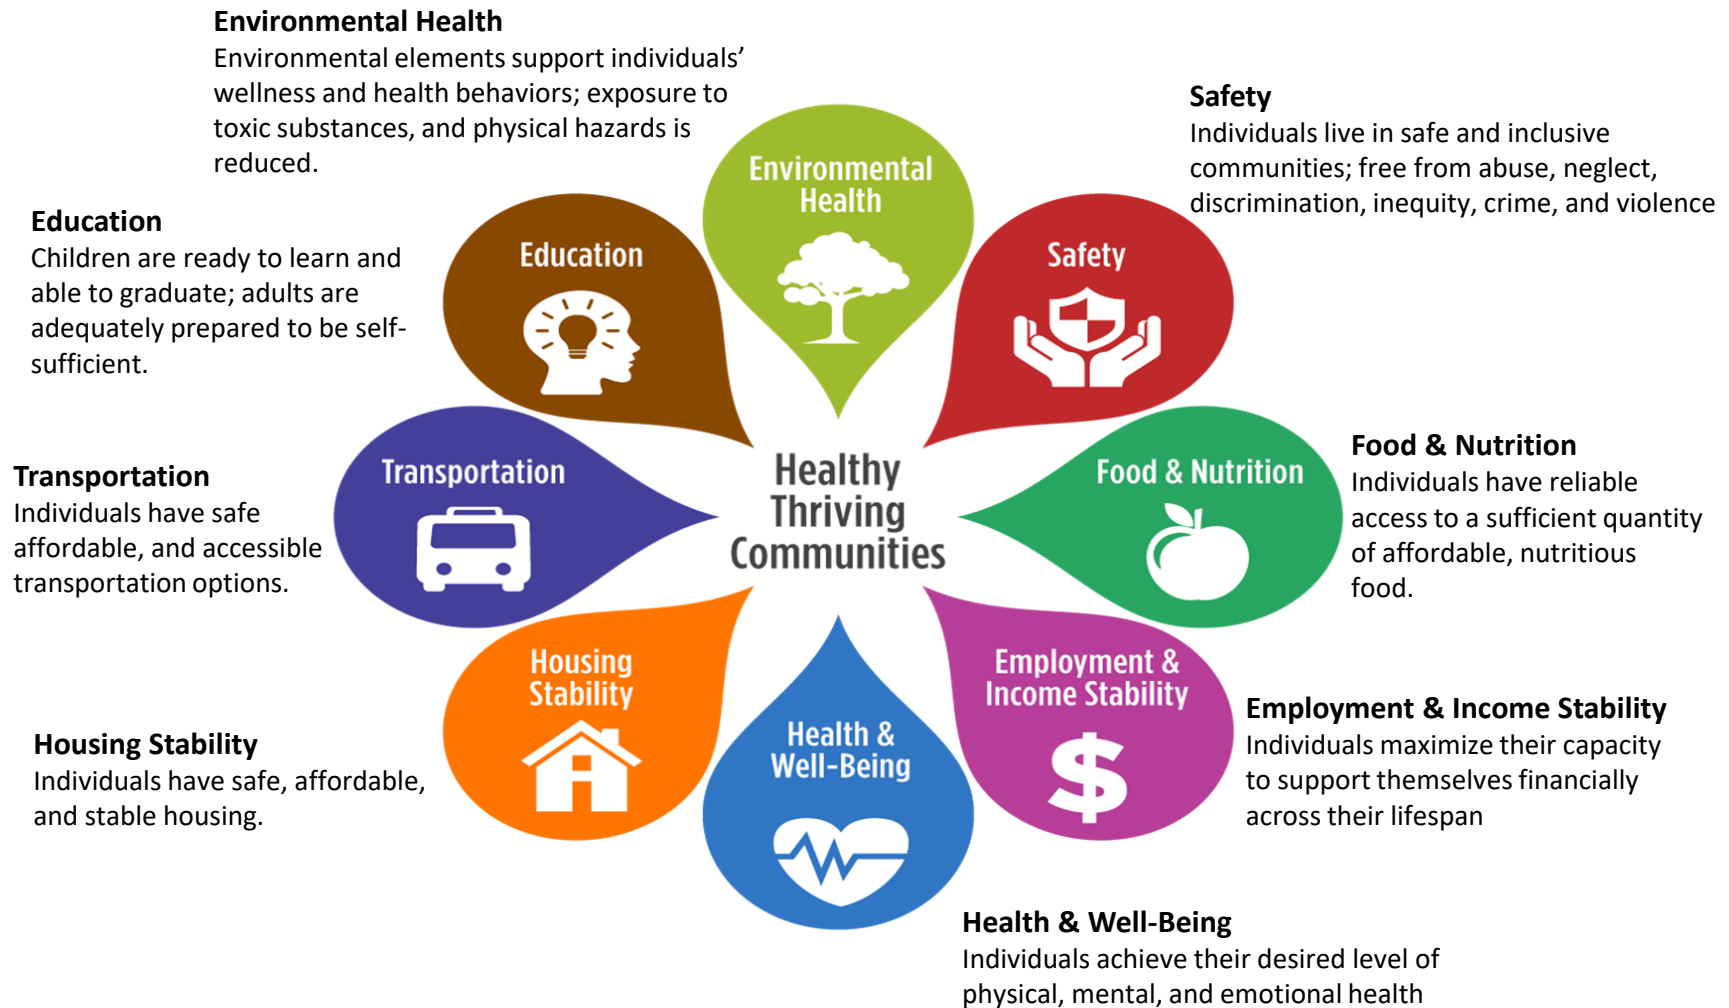 Environmental Health
Environmental elements support individuals’
wellness and health behaviors; exposure to
toxic substances, and physical hazards is
reduced.
Safety
Individuals live in safe and inclusive
communities; free from abuse, neglect,
discrimination, inequity, crime, and violence
Education
Children are ready to learn and
able to graduate; adults are
adequately prepared to be self-
sufficient.
Environmental
Health
Education
Safety
Transportation
Individuals have safe
affordable, and accessible
transportation options.
Transportation
Healthy
Thriving
Communities
Food & Nutrition
Food & Nutrition
Individuals have reliable
access to a sufficient quantity
of affordable, nutritious
food.
Housing
Stability
Health &
Well-Being
Employment &
Income Stability
Housing Stability
Individuals have safe, affordable,
and stable housing.
Employment & Income Stability
Individuals maximize their capacity
to support themselves financially
across their lifespan
Health & Well-Being
Individuals achieve their desired level of
physical, mental, and emotional health